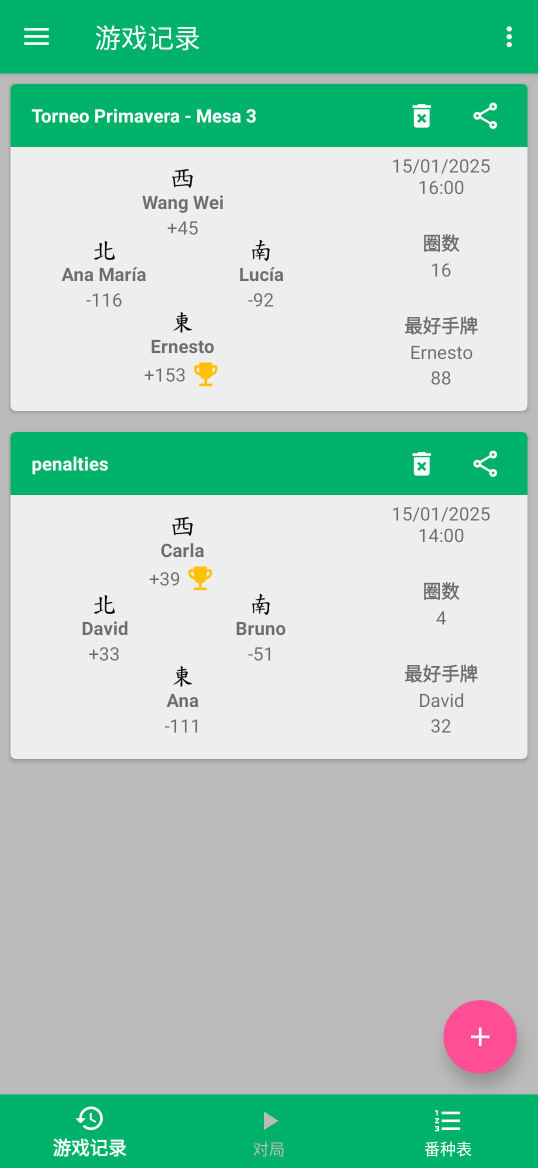 游戏记录
Torneo Primavera - Mesa 3
西
Wang Wei
+45
北
Ana María
-116
南
Lucía
-92
東
Ernesto
+153
15/01/2025
16:00
圈数
16
最好手牌
Ernesto
88
penalties
西
Carla
+39
北
David
+33
南
Bruno
-51
東
Ana
-111
15/01/2025
14:00
圈数
4
最好手牌
David
32
游戏记录
对局
番种表